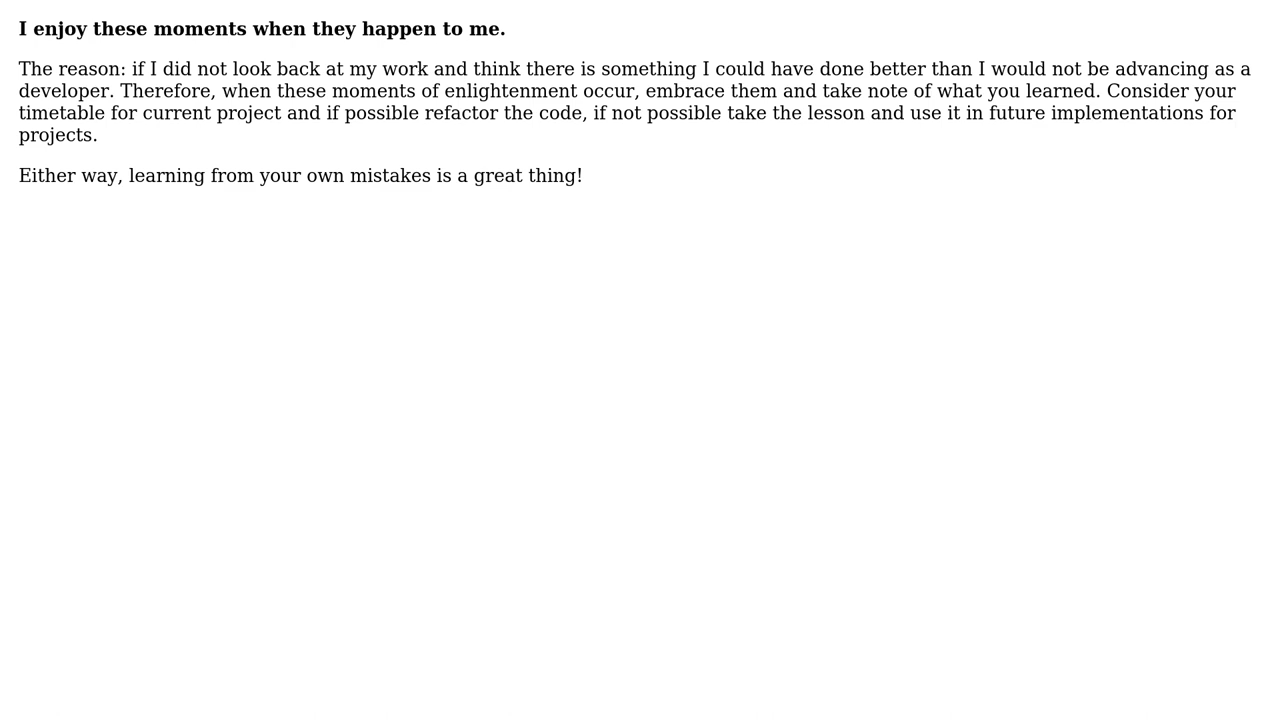 I enjoy these moments when they happen to me.
The reason: if I did not look back at my work and think there is something I could have done better than I would not be advancing as a
developer. Therefore, when these moments of enlightenment occur, embrace them and take note of what you learned. Consider your
timetable for current project and if possible refactor the code, if not possible take the lesson and use it in future implementations for
projects.
Either way, learning from your own mistakes is a great thing!